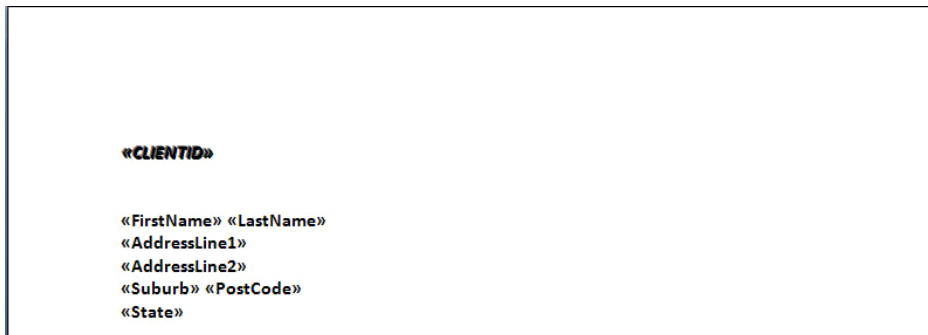 «CLIENTID»
«FirstName» «LastName»
«AddressLine1»
«AddressLine2»
«Suburb» «PostCode»
«State»